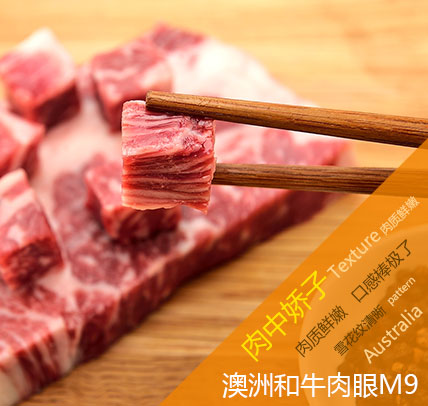 肉中娇子
Texture 肉质鲜嫩
肉质鲜嫩 口感棒极了
雪花纹清晰 pattern
Australia
澳洲和牛肉眼M9